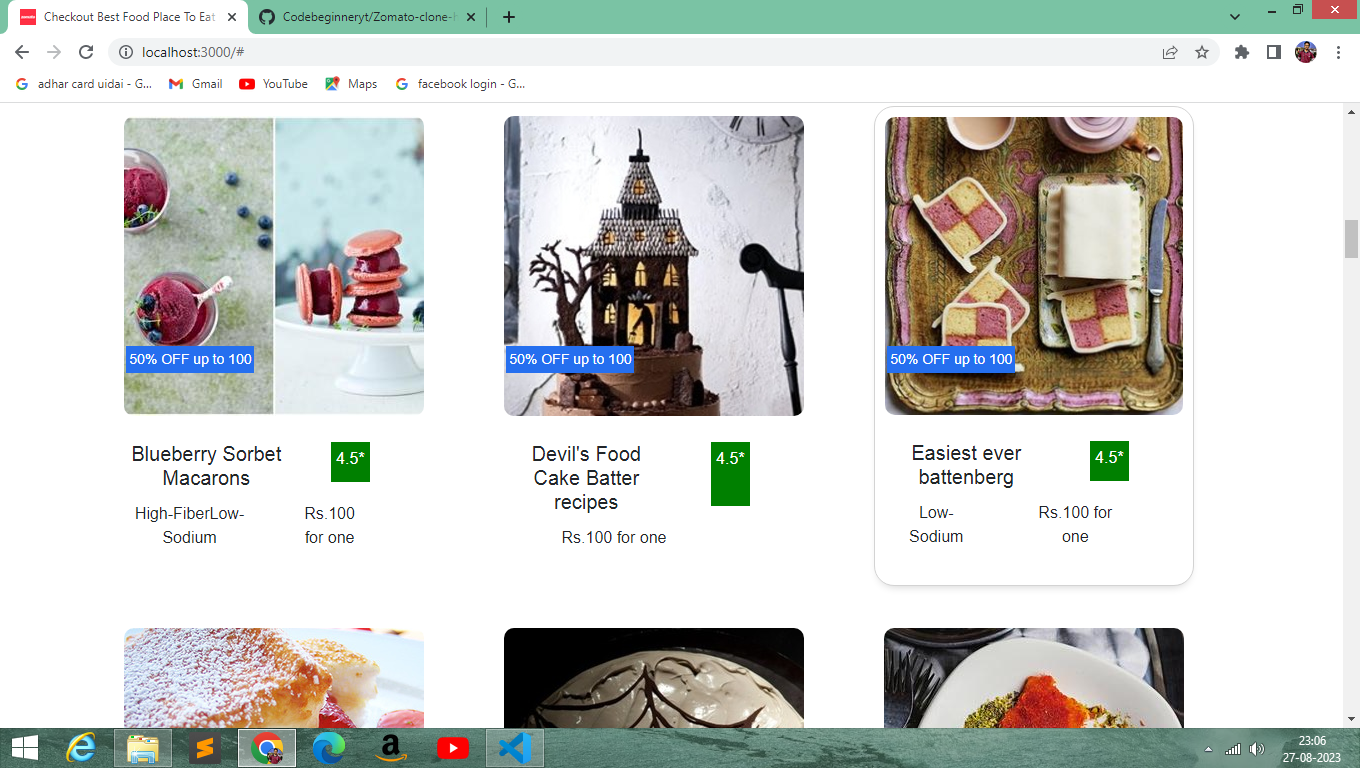 zomato
Checkout Best Food Place To Eat
Codebeginneryt/Zomato-clone-h
localhost:3000/#
adhar card uidai - G...
Gmail
YouTube
Maps
facebook login - G...
50% OFF up to 100
50% OFF up to 100
50% OFF up to 100
Blueberry Sorbet
Macarons
4.5*
High-FiberLow-
Sodium
Rs.100
for one
Devil's Food
Cake Batter
recipes
4.5*
Rs.100 for one
Easiest ever
battenberg
4.5*
Low-
Sodium
Rs.100 for
one
23:06
27-08-2023